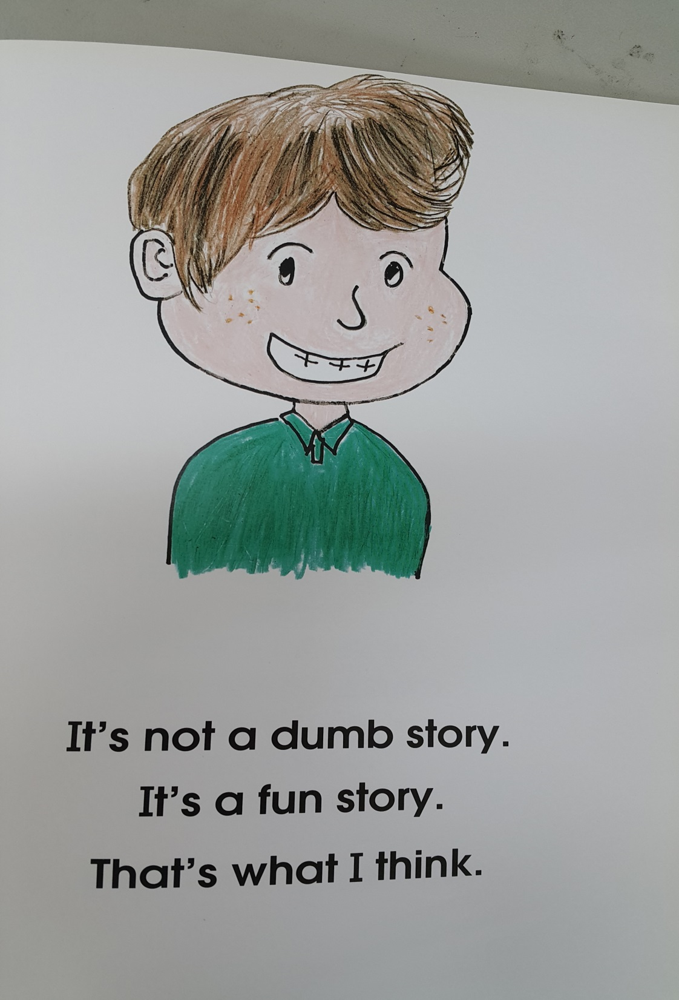 It's not a dumb story.
It's a fun story.
That's what I think.